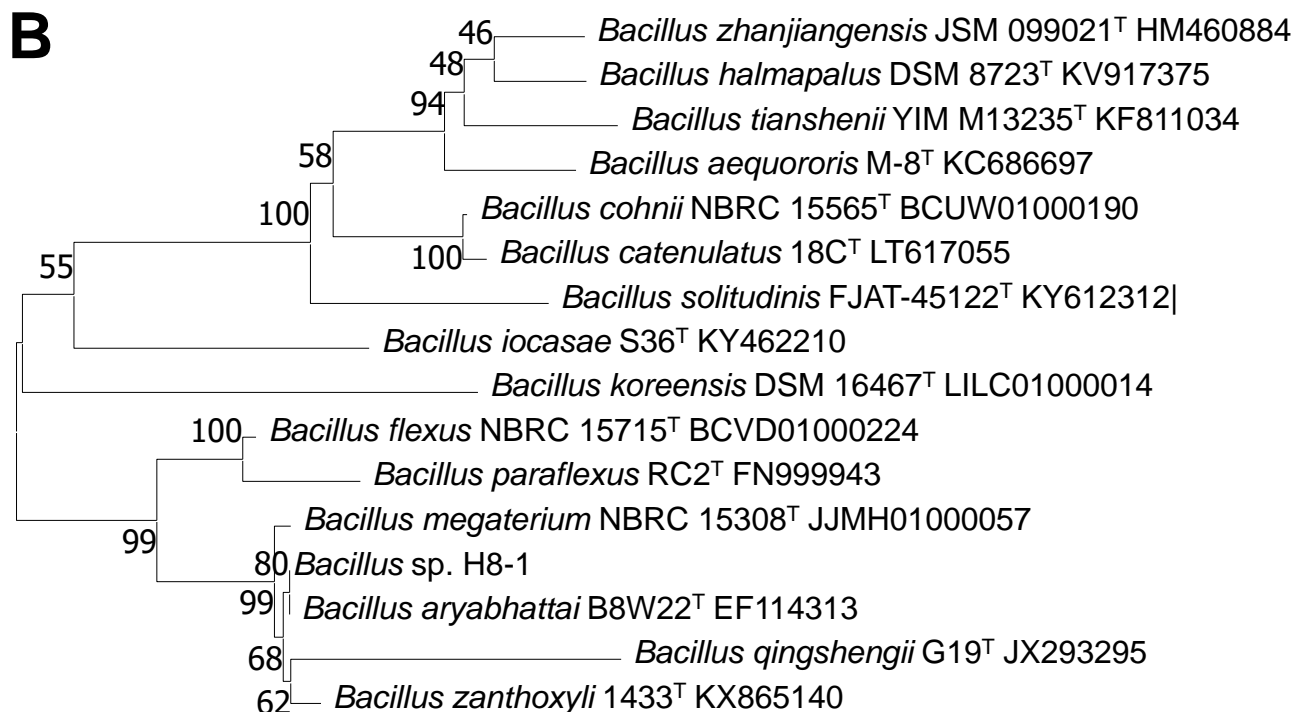 B
46
Bacillus zhanjiangensis JSM 099021ᵀ HM460884
48
Bacillus halmapalus DSM 8723ᵀ KV917375
94
Bacillus tianshenii YIM M13235ᵀ KF811034
58
Bacillus aequororis M-8ᵀ KC686697
100
Bacillus cohnii NBRC 15565ᵀ BCUW01000190
100
Bacillus catenulatus 18Cᵀ LT617055
55
Bacillus solitudinis FJAT-45122ᵀ KY612312|
Bacillus iocasae S36ᵀ KY462210
Bacillus koreensis DSM 16467ᵀ LILC01000014
100
Bacillus flexus NBRC 15715ᵀ BCVD01000224
Bacillus paraflexus RC2ᵀ FN999943
99
Bacillus megaterium NBRC 15308ᵀ JJMH01000057
80
Bacillus sp. H8-1
99
Bacillus aryabhattai B8W22ᵀ EF114313
68
Bacillus qingshengii G19ᵀ JX293295
62
Bacillus zanthoxyli 1433ᵀ KX865140